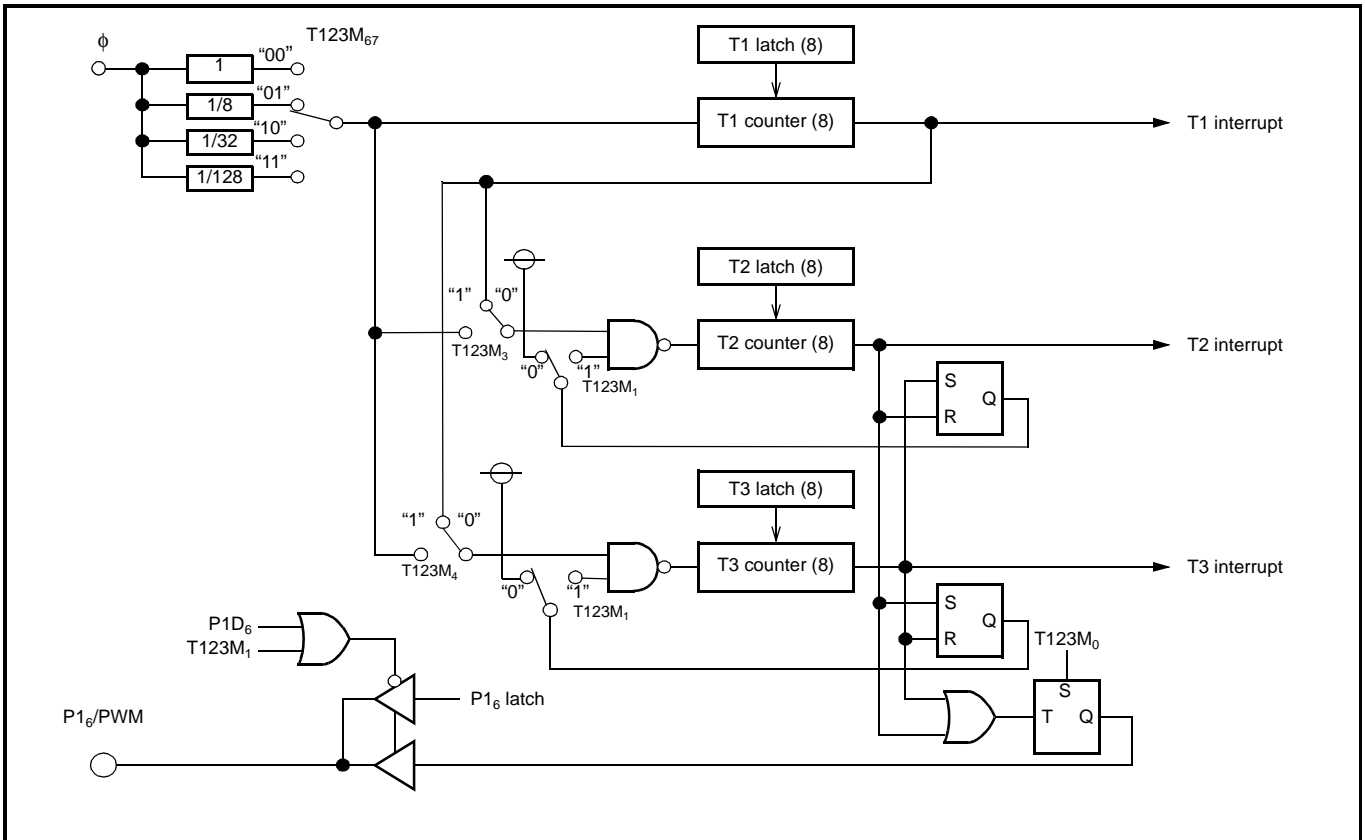 ϕ
T123M₆₇
1
“00”
1/8
“01”
1/32
“10”
1/128
“11”
T1 latch (8)
T1 counter (8)
T1 interrupt
T2 latch (8)
“1” “0”
T123M₃
“0”
“1”
T123M₁
T2 counter (8)
T2 interrupt
S
R
Q
T3 latch (8)
“1” “0”
T123M₄
“0”
“1”
T123M₁
T3 counter (8)
T3 interrupt
S
R
Q
T123M₀
S
T
Q
P1D₆
T123M₁
P1₆ latch
P1₆/PWM